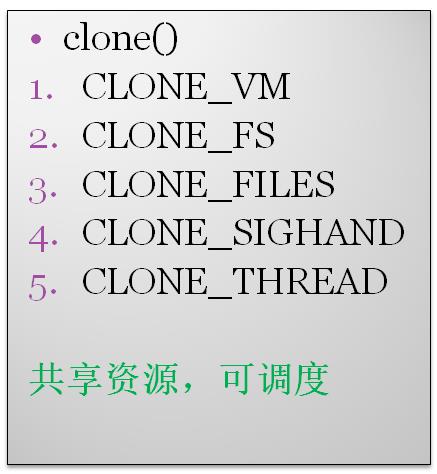 • clone()
1. CLONE_VM
2. CLONE_FS
3. CLONE_FILES
4. CLONE_SIGHAND
5. CLONE_THREAD
共享资源，可调度